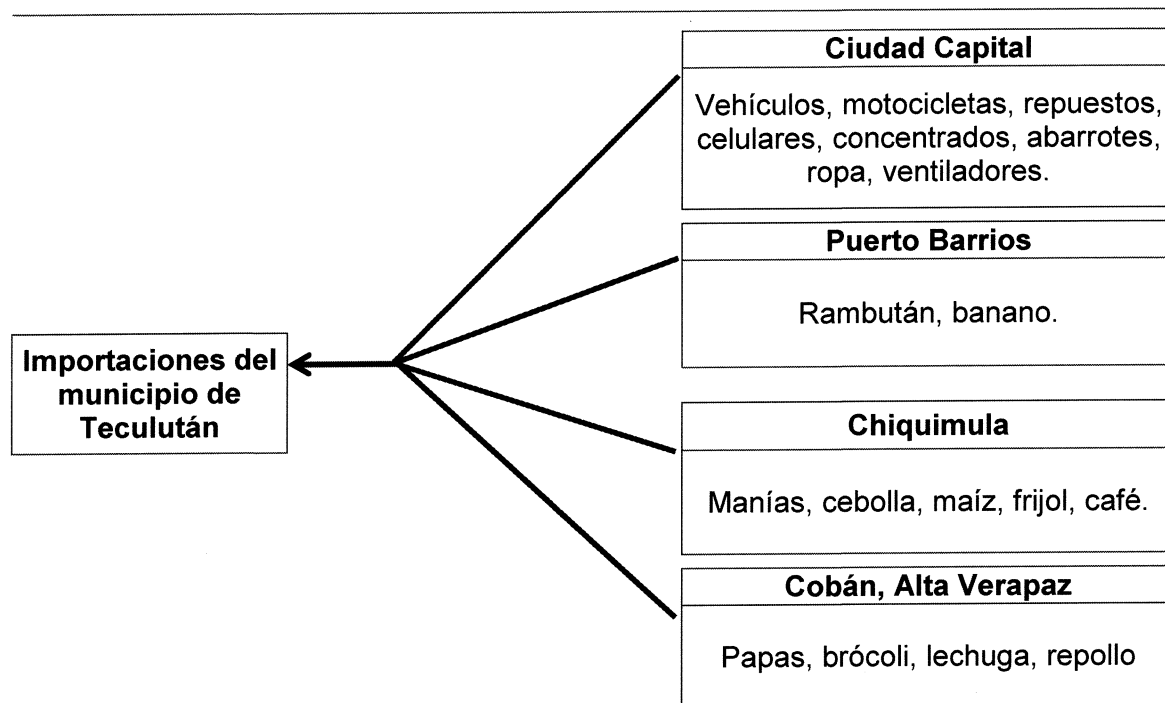 Ciudad Capital
Vehículos, motocicletas, repuestos,
celulares, concentrados, abarrotes,
ropa, ventiladores.
Puerto Barrios
Rambután, banano.
Importaciones del
municipio de
Teculután
Chiquimula
Manías, cebolla, maíz, frijol, café.
Cobán, Alta Verapaz
Papas, brócoli, lechuga, repollo